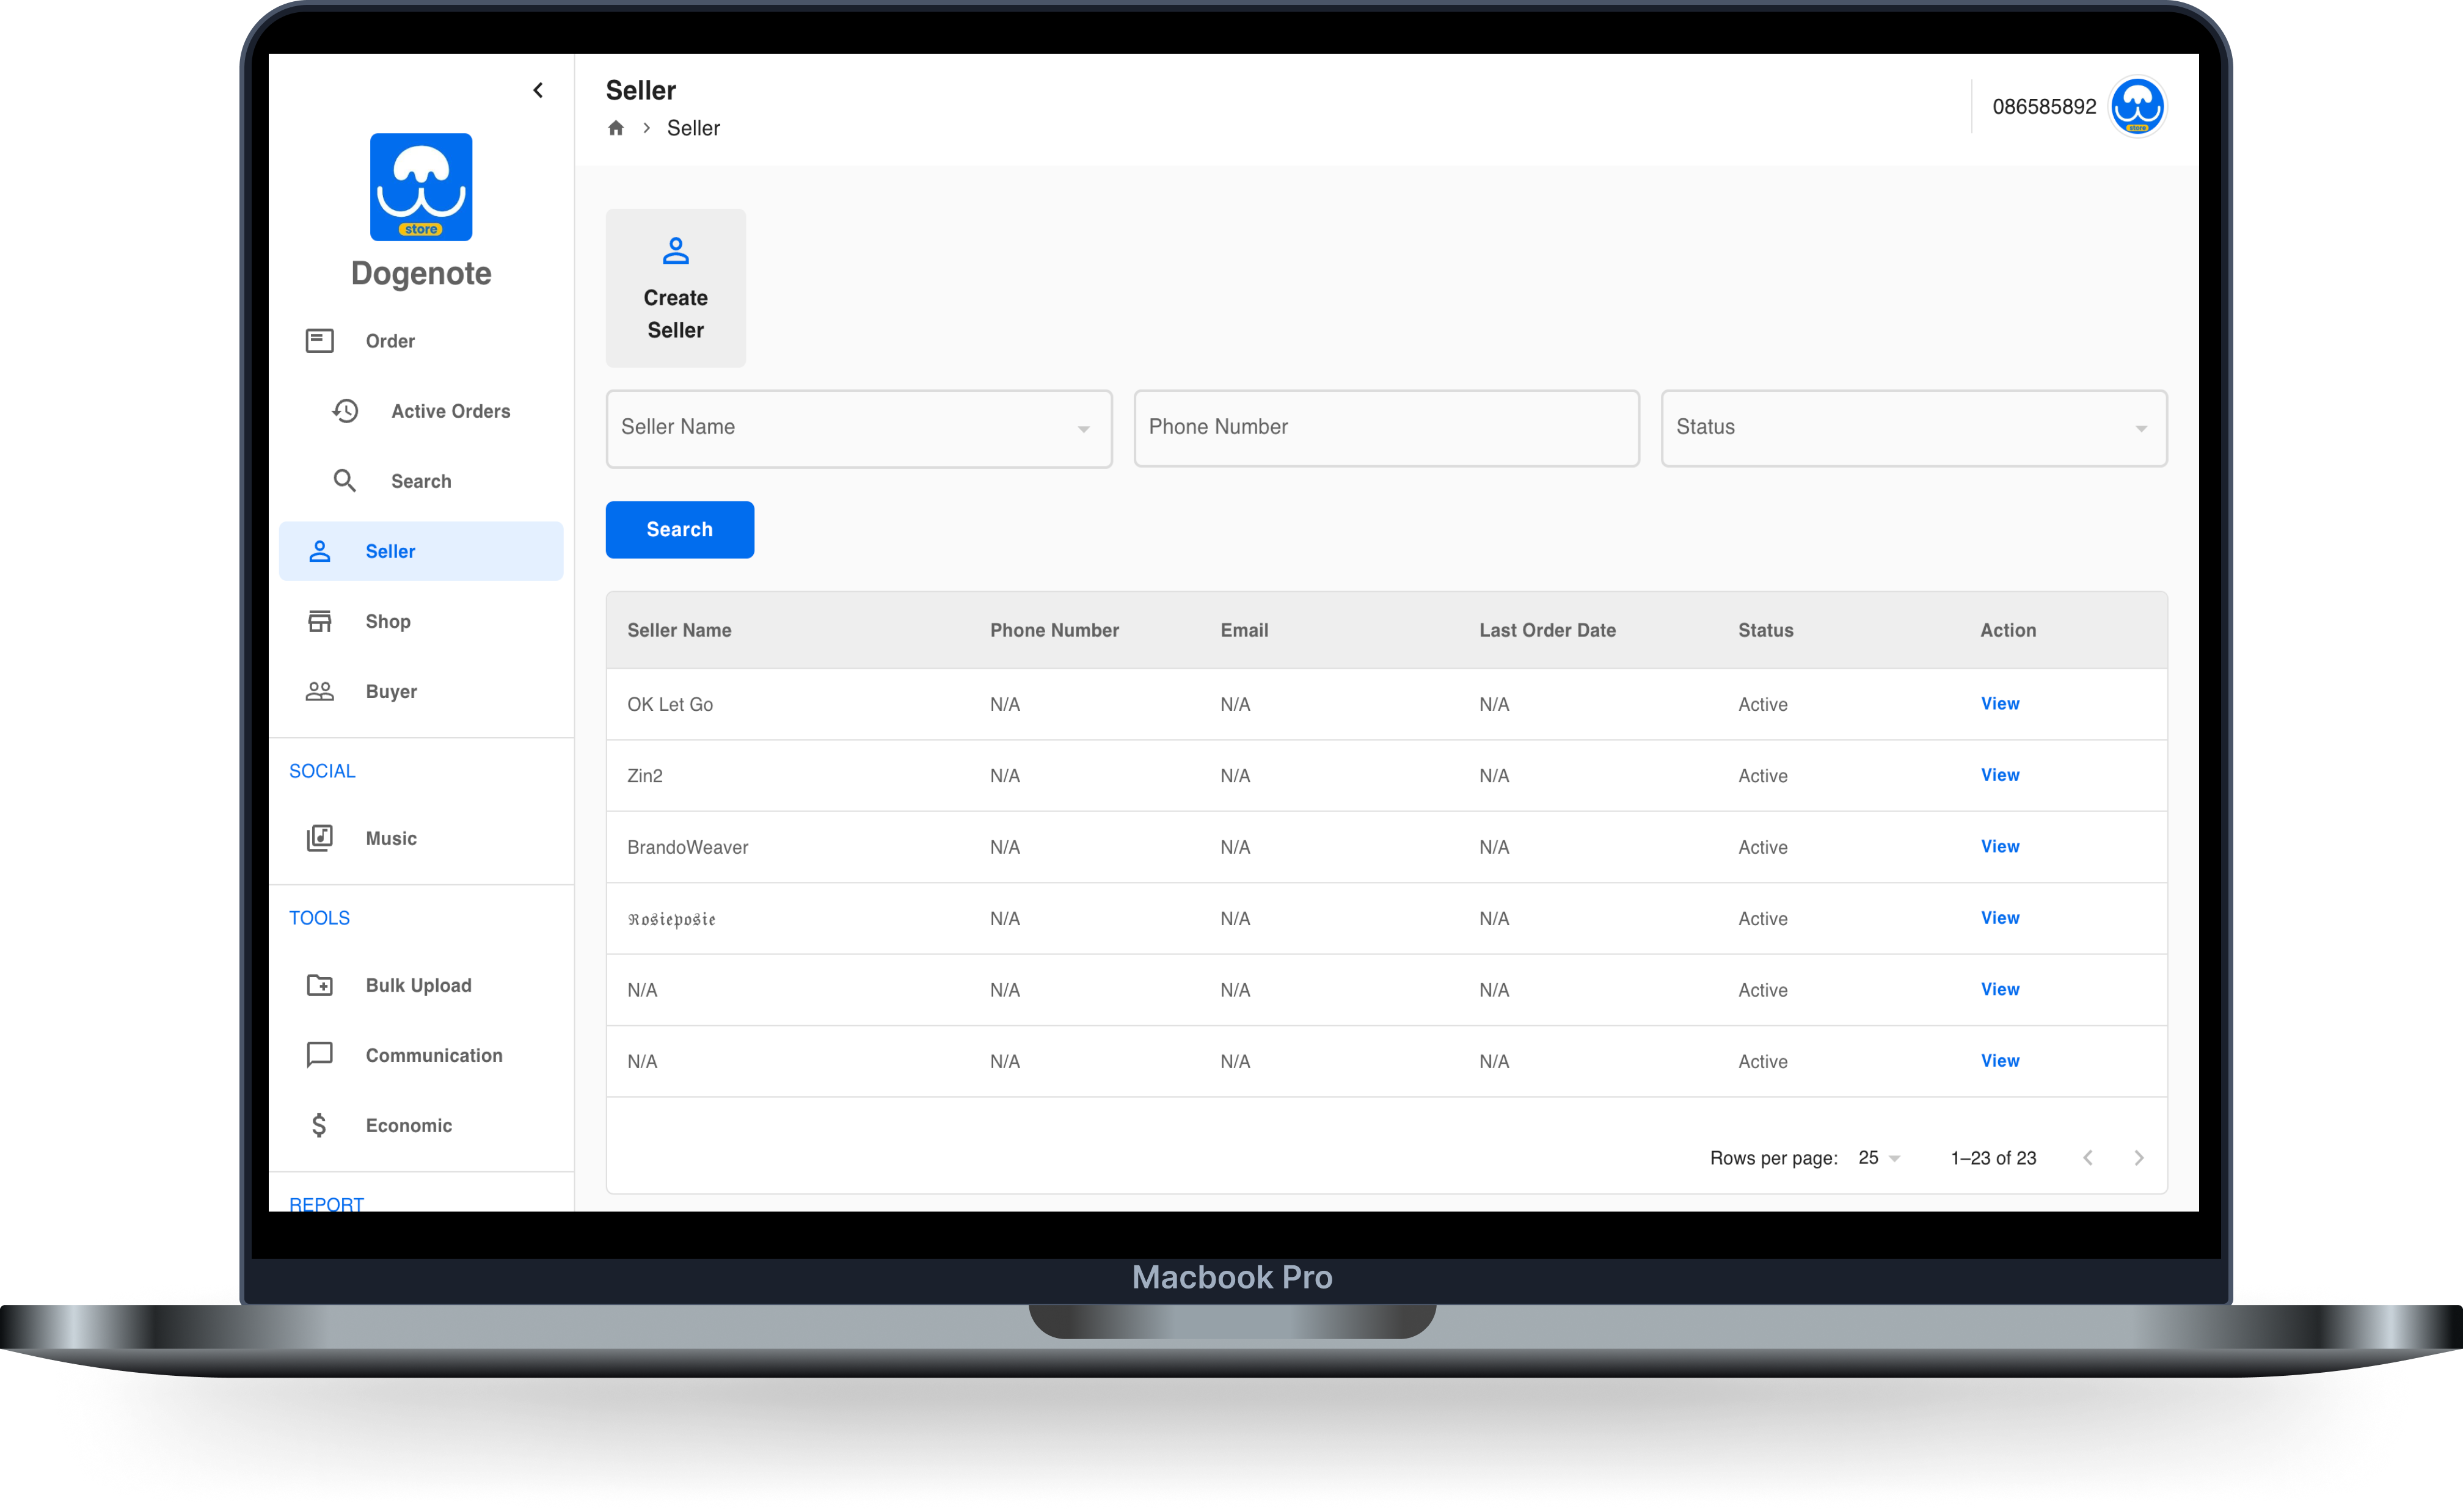 Seller
Seller
086585892
store
store
Dogenote
Order
Active Orders
Search
Seller
Shop
Buyer
SOCIAL
Music
TOOLS
Bulk Upload
Communication
Economic
REPORT
Create
Seller
Seller Name
Phone Number
Status
Search
Seller Name Phone Number Email Last Order Date Status Action
OK Let Go N/A N/A N/A Active View
Zin2 N/A N/A N/A Active View
BrandoWeaver N/A N/A N/A Active View
ℜ𝔬𝔰𝔦𝔢𝔭𝔬𝔰𝔦𝔢 N/A N/A N/A Active View
N/A N/A N/A N/A Active View
N/A N/A N/A N/A Active View
Rows per page: 25 1–23 of 23
Macbook Pro